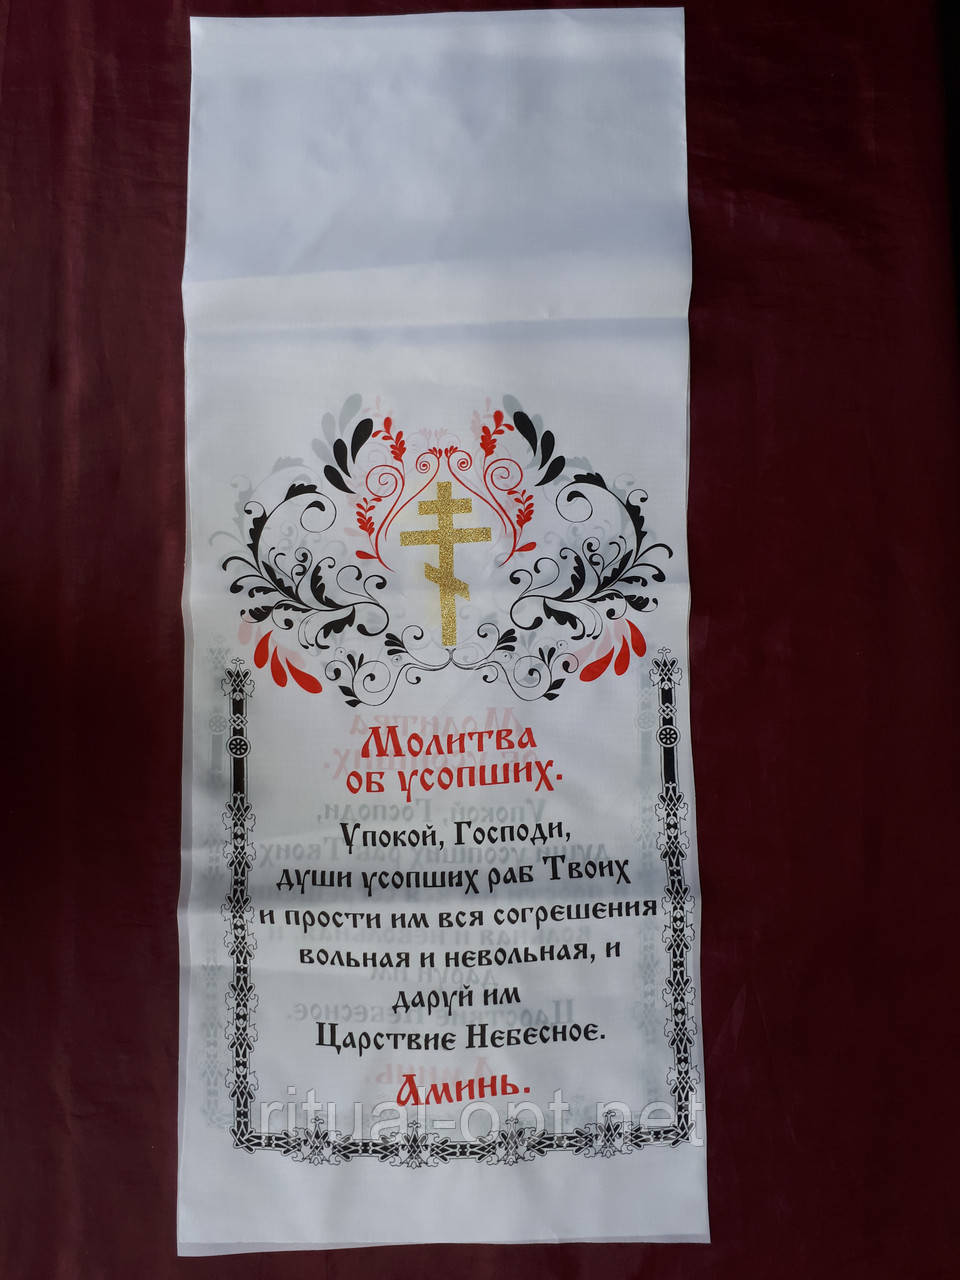 Молитва
об усопших.
Упокой, Господи,
души усопших раб Твоих
и прости им вся согрешения
вольная и невольная, и
даруй им
Царствие Небесное.
Аминь.
ritual-opt.net